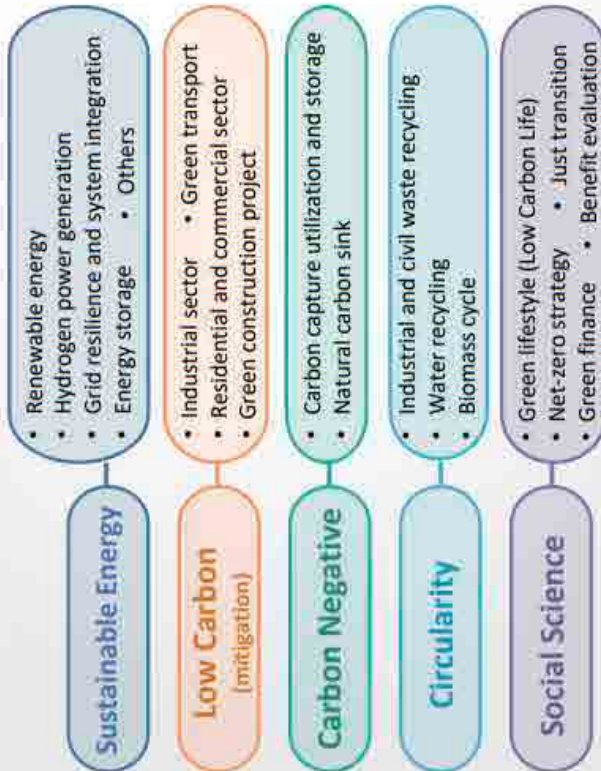 Sustainable Energy
• Renewable energy
• Hydrogen power generation
• Grid resilience and system integration
• Energy storage • Others
Low Carbon
(mitigation)
• Industrial sector • Green transport
• Residential and commercial sector
• Green construction project
Carbon Negative
• Carbon capture utilization and storage
• Natural carbon sink
Circularity
• Industrial and civil waste recycling
• Water recycling
• Biomass cycle
Social Science
• Green lifestyle (Low Carbon Life)
• Net-zero strategy • Just transition
• Green finance • Benefit evaluation